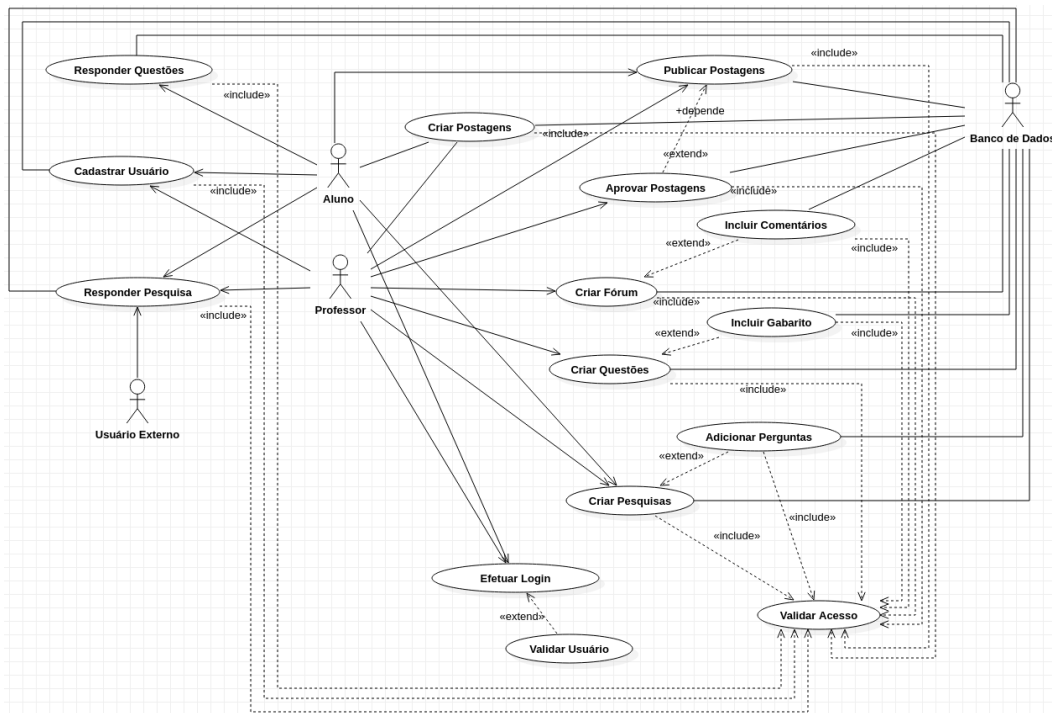 «include»
Responder Questões
Publicar Postagens
«include»
+depende
Criar Postagens
«include»
Banco de Dados
«extend»
Cadastrar Usuário
«include»
Aluno
Aprovar Postagens
«include»
Incluir Comentários
«extend»
«include»
Responder Pesquisa
Professor
Criar Fórum
«include»
«include»
Incluir Gabarito
«extend»
«include»
Criar Questões
«include»
Usuário Externo
Adicionar Perguntas
«extend»
Criar Pesquisas
«include»
«include»
Efetuar Login
«extend»
Validar Acesso
Validar Usuário